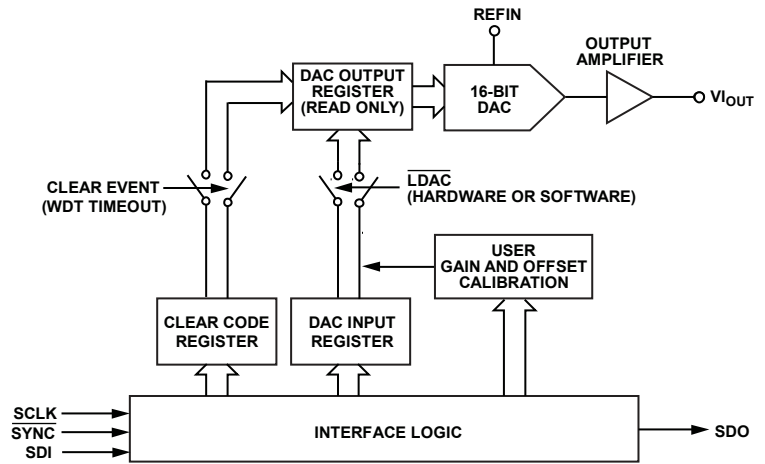 REFIN
OUTPUT
AMPLIFIER
DAC OUTPUT
REGISTER
(READ ONLY)
16-BIT
DAC
VIOUT
CLEAR EVENT
(WDT TIMEOUT)
LDAC
(HARDWARE OR SOFTWARE)
USER
GAIN AND OFFSET
CALIBRATION
CLEAR CODE
REGISTER
DAC INPUT
REGISTER
SCLK
SYNC
SDI
INTERFACE LOGIC
SDO